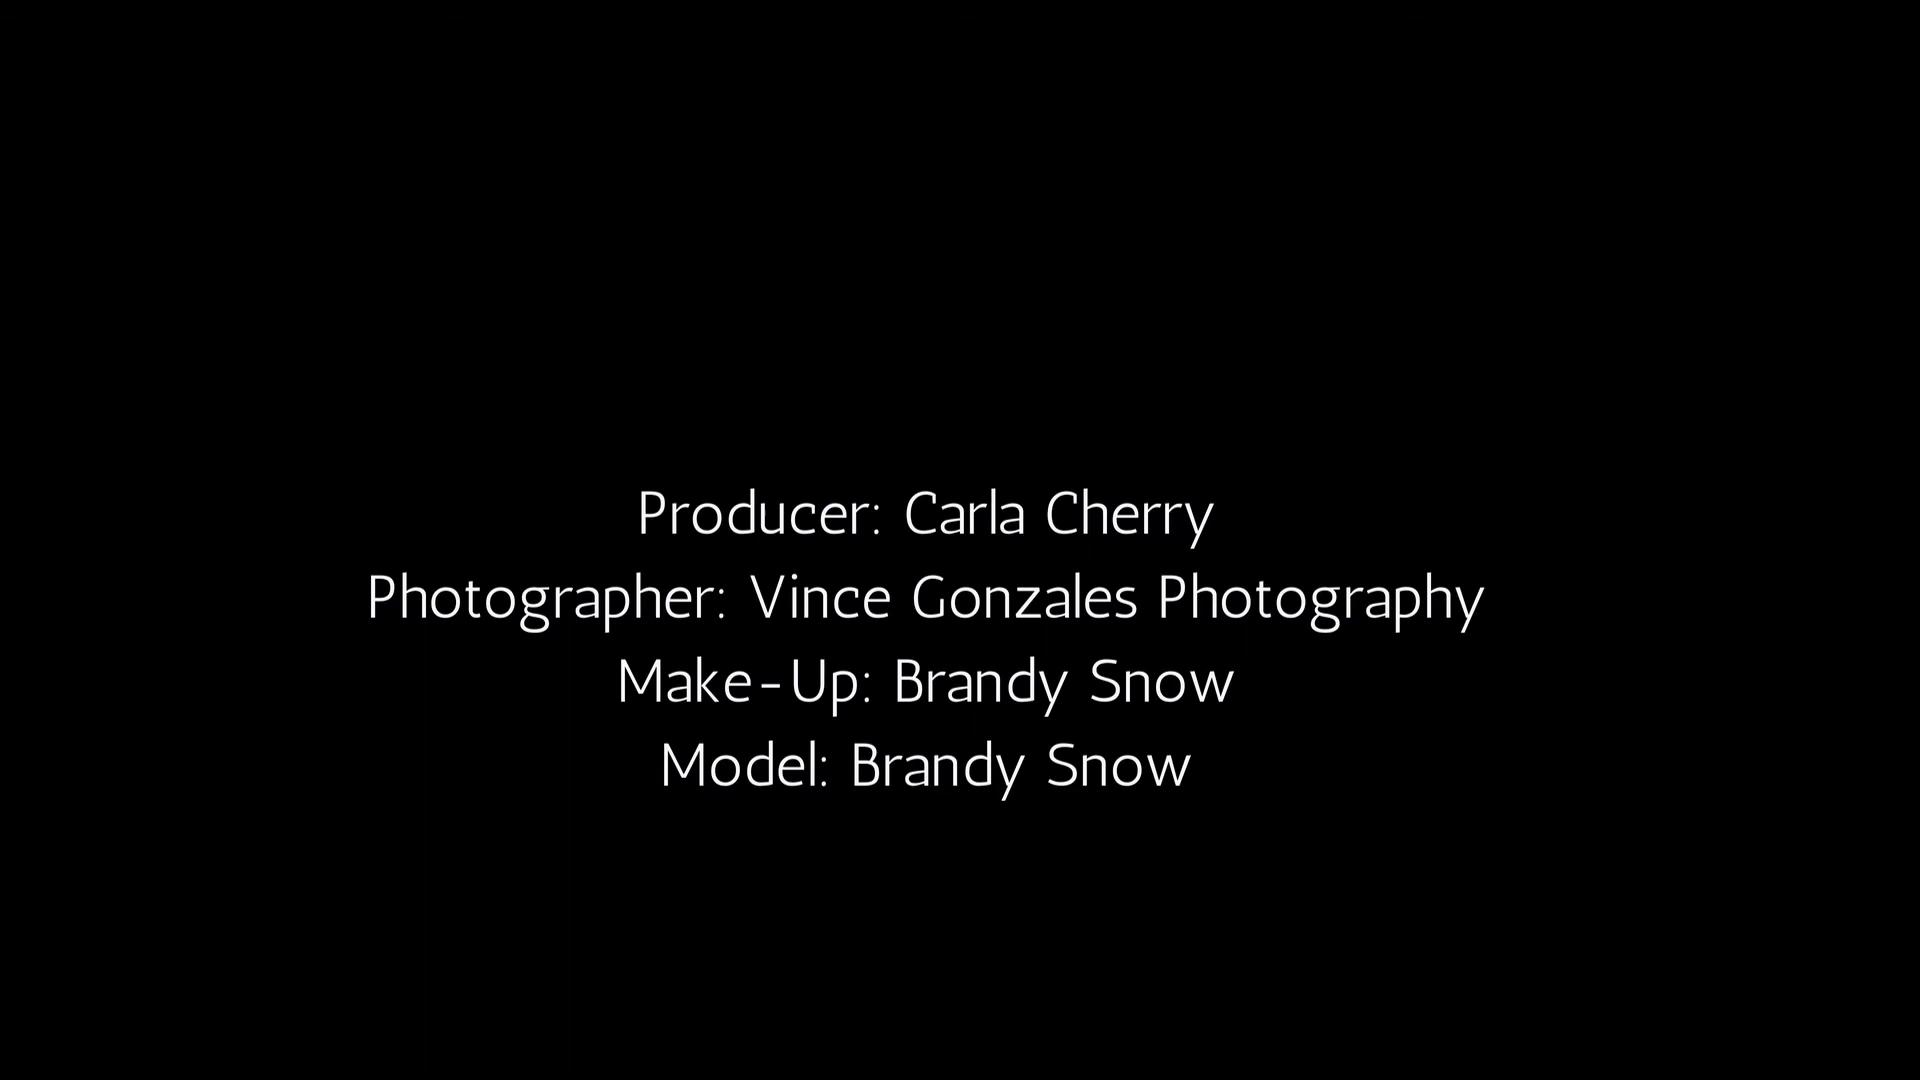 Producer: Carla Cherry
Photographer: Vince Gonzales Photography
Make-Up: Brandy Snow
Model: Brandy Snow